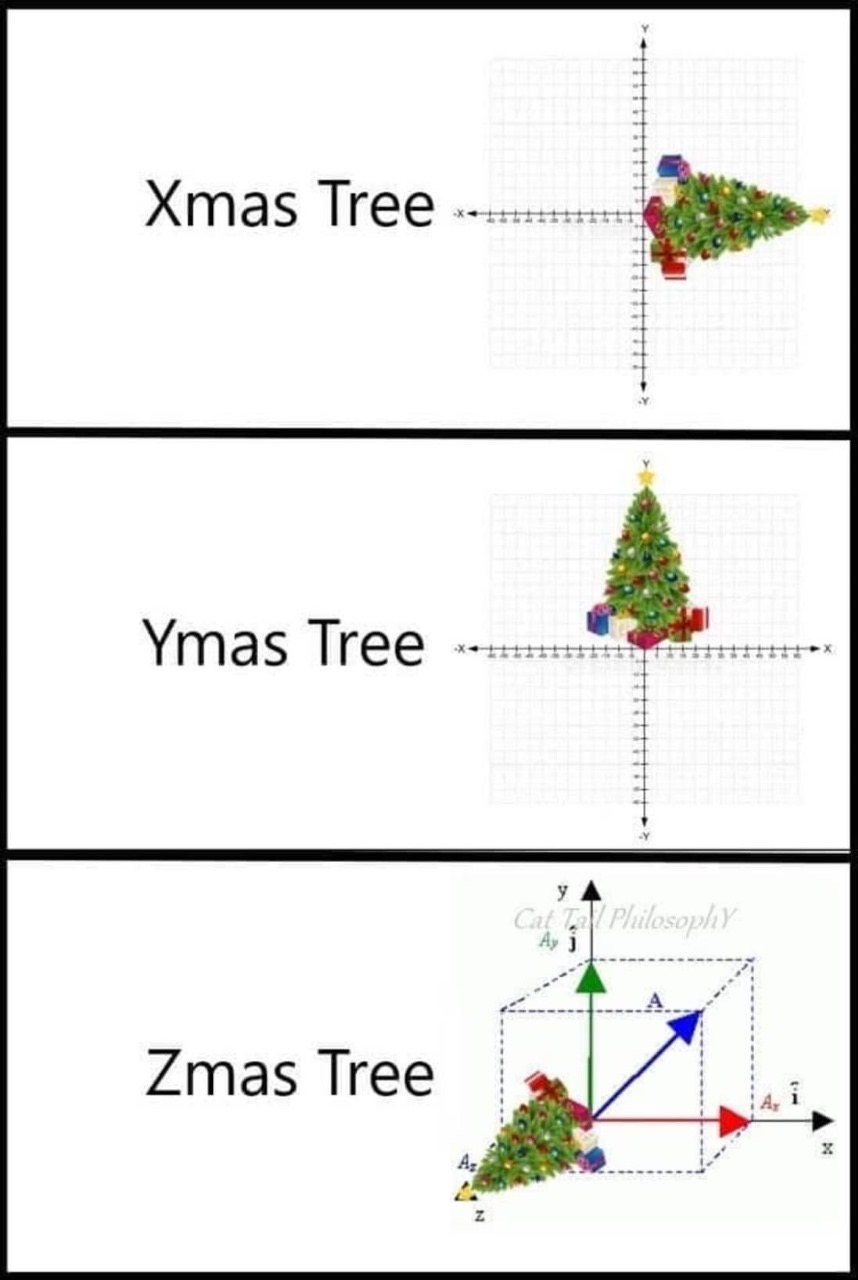 Y
Xmas Tree
-X
-Y
Y
Ymas Tree
-X
X
-Y
y
Cat Tail PhilosophY
Ay ĵ
A
Zmas Tree
Ax î
x
Az
z